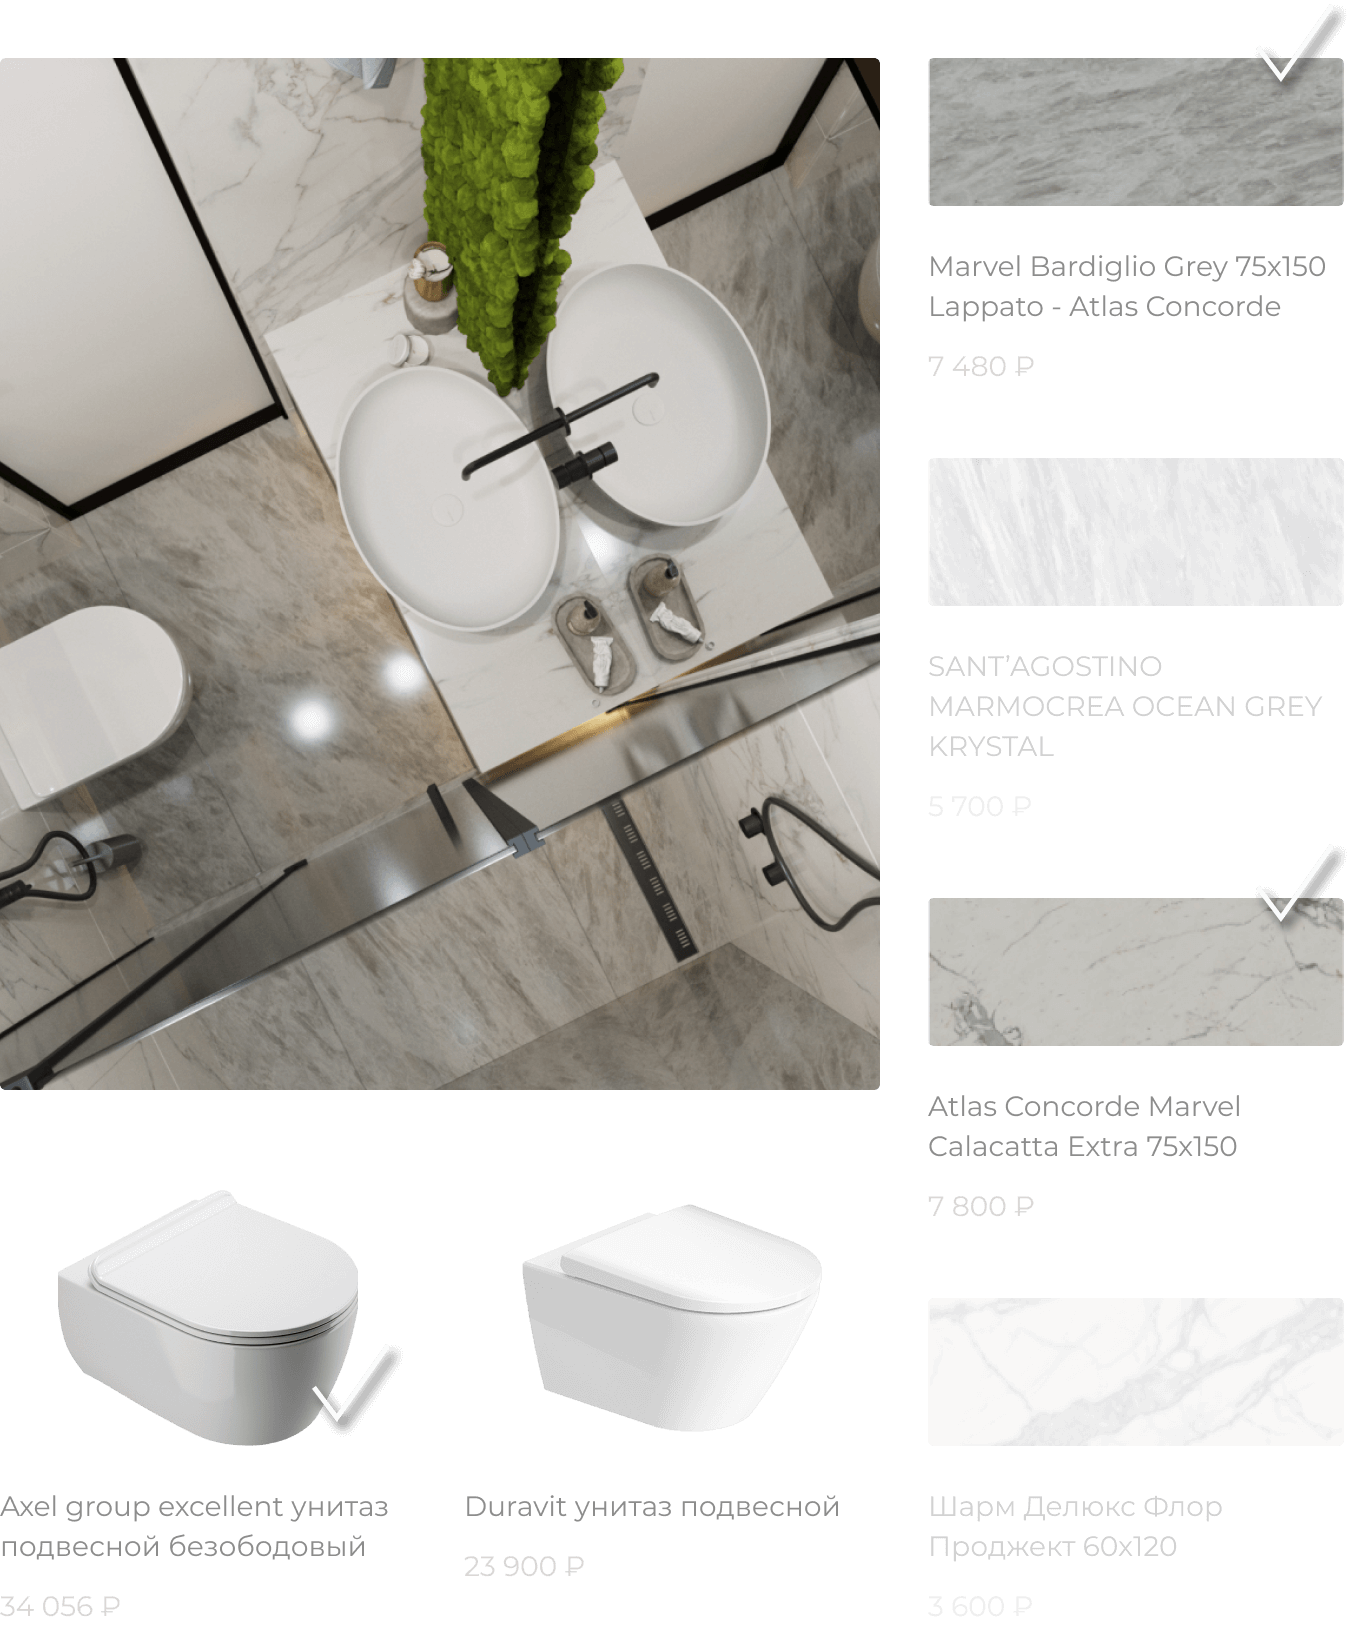 Marvel Bardiglio Grey 75x150
Lappato - Atlas Concorde
7 480 ₽
SANT’AGOSTINO
MARMOCREA OCEAN GREY
KRYSTAL
5 700 ₽
Atlas Concorde Marvel
Calacatta Extra 75x150
7 800 ₽
Axel group excellent унитаз
подвесной безободовый
34 056 ₽
Duravit унитаз подвесной
23 900 ₽
Шарм Делюкс Флор
Проджект 60x120
3 600 ₽